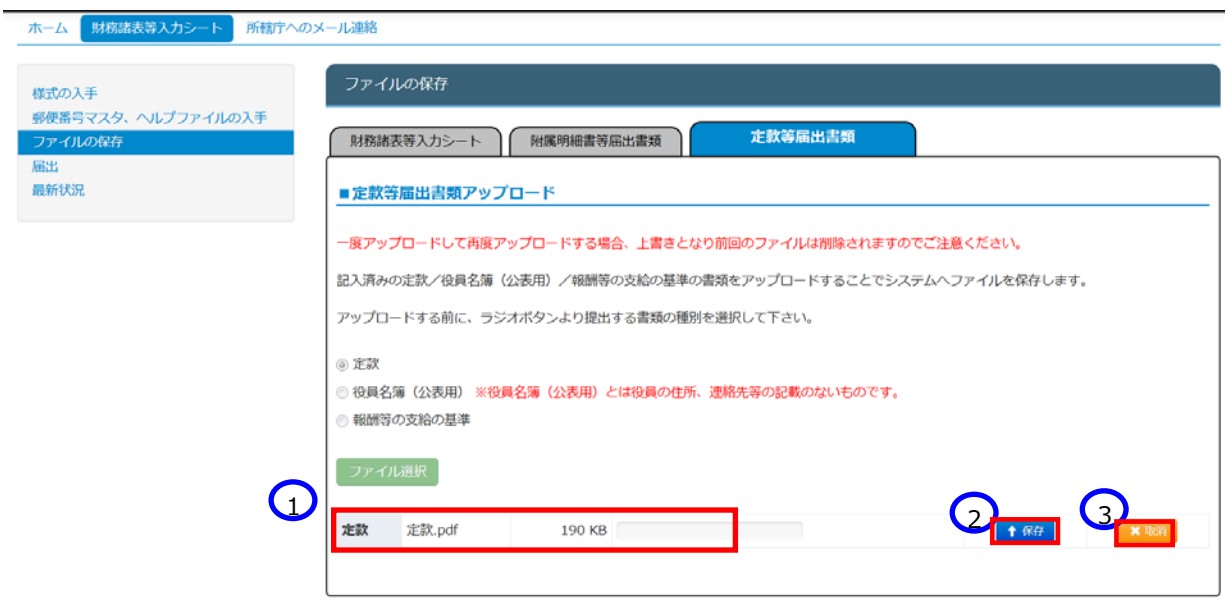 ホーム 財務諸表等入力シート 所轄庁へのメール連絡
様式の入手
郵便番号マスタ、ヘルプファイルの入手
ファイルの保存
届出
最新状況
ファイルの保存
財務諸表等入力シート 附属明細書等届出書類 定款等届出書類
■定款等届出書類アップロード
一度アップロードして再度アップロードする場合、上書きとなり前回のファイルは削除されますのでご注意ください。
記入済みの定款／役員名簿（公表用）／報酬等の支給の基準の書類をアップロードすることでシステムへファイルを保存します。
アップロードする前に、ラジオボタンより提出する書類の種別を選択して下さい。
定款
役員名簿（公表用） ※役員名簿（公表用）とは役員の住所、連絡先等の記載のないものです。
報酬等の支給の基準
ファイル選択
1 2 3
定款 定款.pdf 190 KB 保存 取消